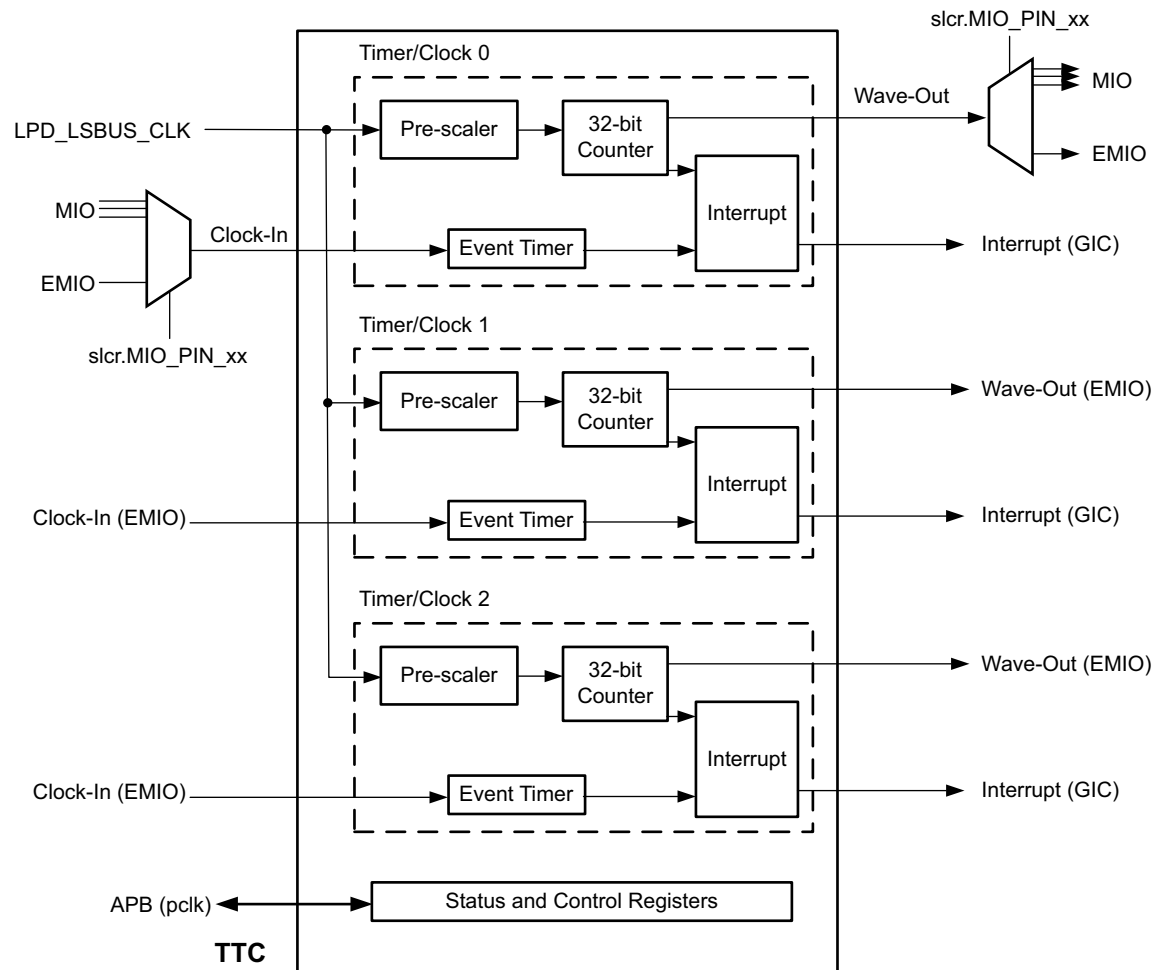 slcr.MIO_PIN_xx
Timer/Clock 0
Wave-Out
MIO
LPD_LSBUS_CLK
Pre-scaler
32-bit
Counter
EMIO
MIO
Clock-In
Interrupt
Event Timer
Interrupt (GIC)
EMIO
slcr.MIO_PIN_xx
Timer/Clock 1
Pre-scaler
32-bit
Counter
Wave-Out (EMIO)
Interrupt
Clock-In (EMIO)
Event Timer
Interrupt (GIC)
Timer/Clock 2
Pre-scaler
32-bit
Counter
Wave-Out (EMIO)
Interrupt
Clock-In (EMIO)
Event Timer
Interrupt (GIC)
APB (pclk)
Status and Control Registers
TTC